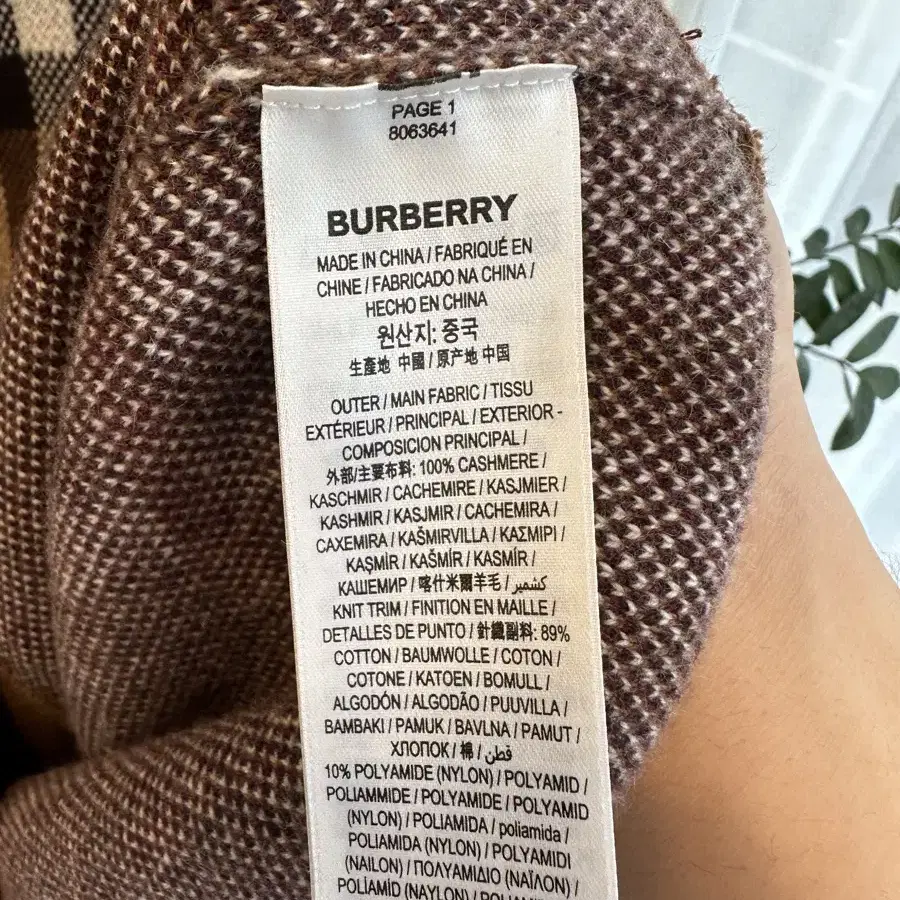 PAGE 1
8063641
BURBERRY
MADE IN CHINA / FABRIQUÉ EN
CHINE / FABRICADO NA CHINA /
HECHO EN CHINA
원산지: 중국
生產地 中國 / 原产地 中国
OUTER / MAIN FABRIC / TISSU
EXTÉRIEUR / PRINCIPAL / EXTERIOR -
COMPOSICION PRINCIPAL /
外部/主要布料: 100% CASHMERE /
KASCHMIR / CACHEMIRE / KASJMIER /
KASHMIR / KASJMIR / CACHEMIRA /
CAXEMIRA / KAŠMIRVILLA / ΚΑΣΜΙΡΙ /
KAŞMİR / KAŠMÍR / KASMÍR /
КАШЕМИР / 喀什米爾羊毛 / كشمير /
KNIT TRIM / FINITION EN MAILLE /
DETALLES DE PUNTO / 針織副料: 89%
COTTON / BAUMWOLLE / COTON /
COTONE / KATOEN / BOMULL /
ALGODÓN / ALGODÃO / PUUVILLA /
BAMBAKI / PAMUK / BAVLNA / PAMUT /
ХЛОПОК / 棉 / قطن /
10% POLYAMIDE (NYLON) / POLYAMID /
POLIAMMIDE / POLYAMIDE / POLYAMID
(NYLON) / POLIAMIDA / poliamida /
POLIAMIDA (NYLON) / POLYAMIDI
(NAILON) / ΠΟΛΥΑΜΙΔΙΟ (ΝΑΪΛΟΝ) /
POLİAMİD (NAYLON) / POLYAMID